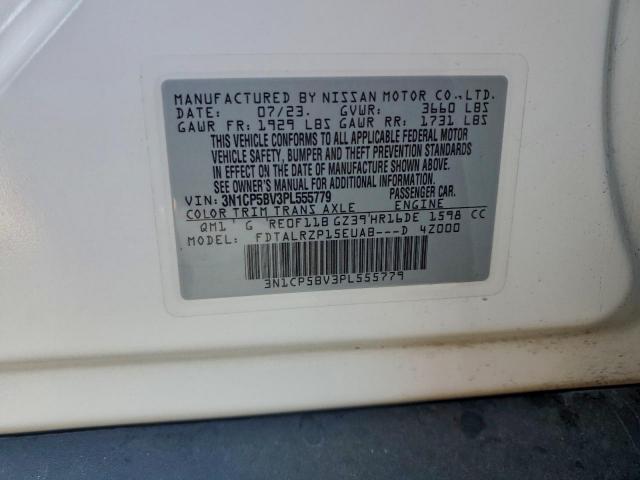 MANUFACTURED BY NISSAN MOTOR CO.,LTD.
DATE: 07/23. GVWR: 3660 LBS
GAWR FR: 1929 LBS GAWR RR: 1731 LBS
THIS VEHICLE CONFORMS TO ALL APPLICABLE FEDERAL MOTOR
VEHICLE SAFETY, BUMPER AND THEFT PREVENTION STANDARDS
IN EFFECT ON THE DATE OF MANUFACTURE SHOWN ABOVE.
SEE OWNER'S MANUAL FOR ADDITIONAL INFORMATION.
VIN: 3N1CP5BV3PL555779 PASSENGER CAR.
COLOR TRIM TRANS AXLE ENGINE
QM1 G RE0F11B GZ39 HR16DE 1598 CC
MODEL: FDTALRZP15EUAB---D 4Z000
3N1CP5BV3PL555779